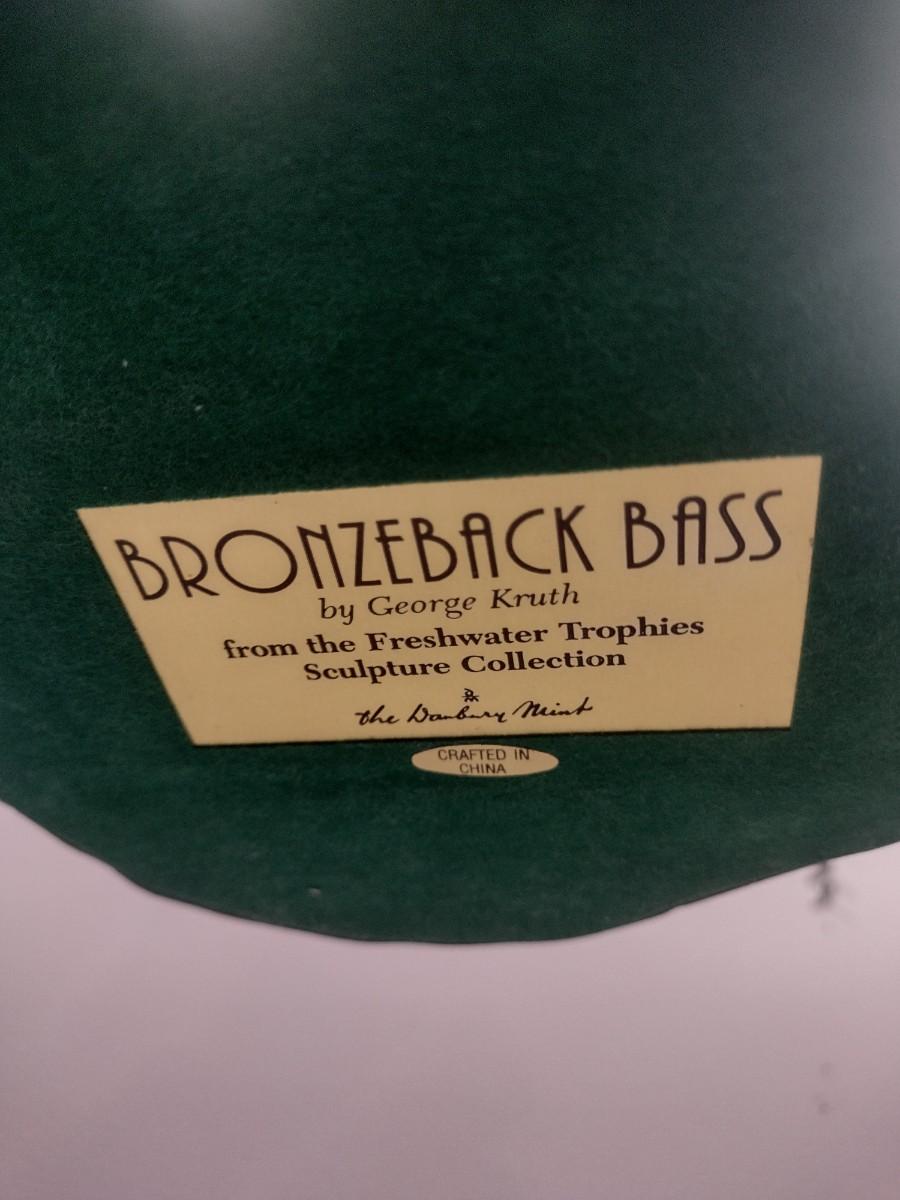 BRONZEBACK BASS
by George Kruth
from the Freshwater Trophies
Sculpture Collection
the Danbury Mint
CRAFTED IN
CHINA